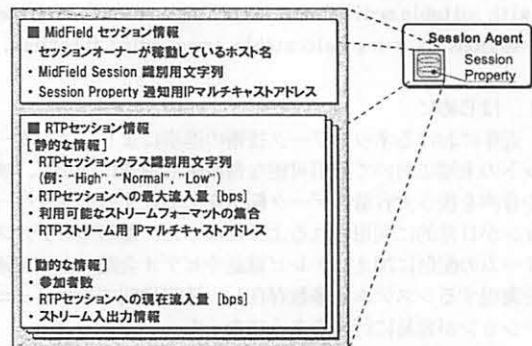 ■ MidField セッション情報
・セッションオーナが稼動しているホスト名
・MidField Session 識別用文字列
・Session Property 通知用IPマルチキャストアドレス
■ RTPセッション情報
[静的な情報]
・RTPセッションクラス識別用文字列
(例: "High", "Normal", "Low")
・RTPセッションへの最大流入量 [bps]
・利用可能なストリームフォーマットの集合
・RTPストリーム用 IPマルチキャストアドレス
[動的な情報]
・参加者数
・RTPセッションへの現在流入量 [bps]
・ストリーム入出力情報
Session Agent
Session
Property